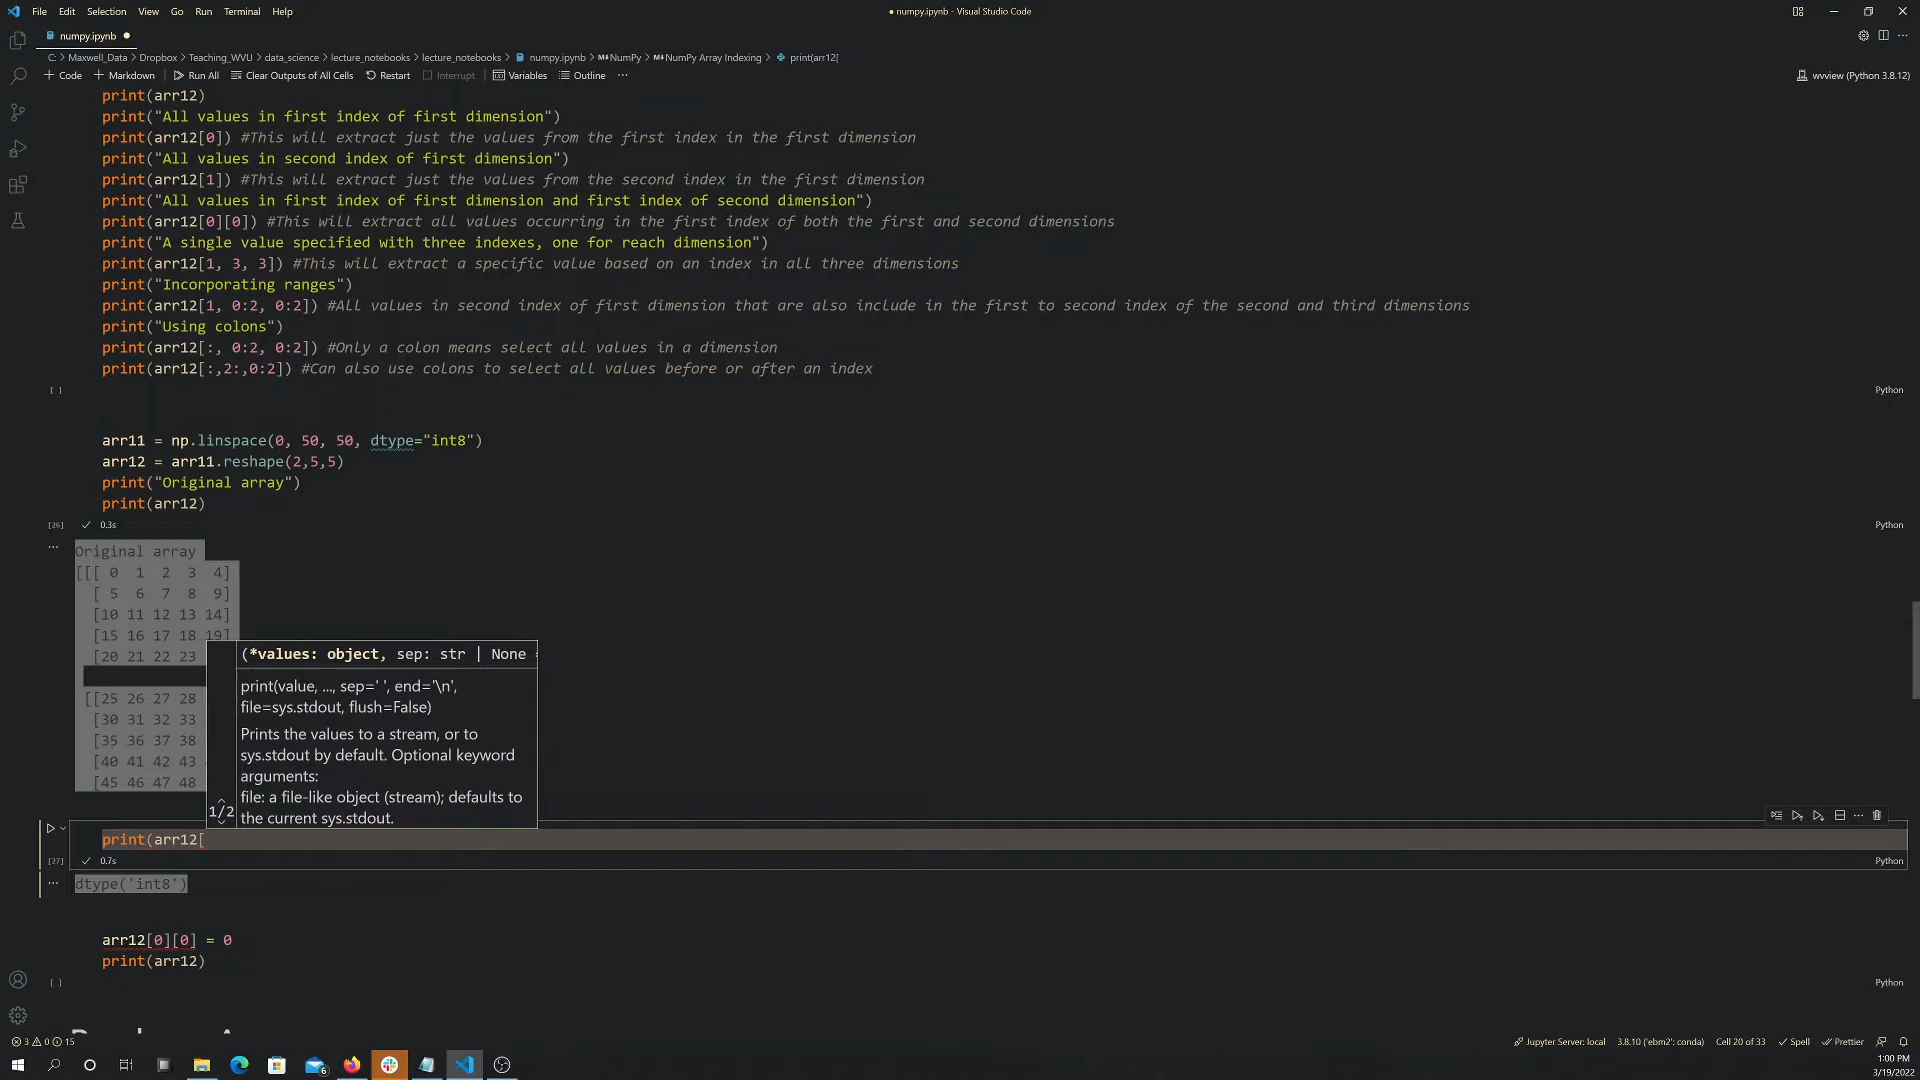 File Edit Selection View Go Run Terminal Help
● numpy.ipynb - Visual Studio Code
numpy.ipynb ●
C: > Maxwell_Data > Dropbox > Teaching_WVU > data_science > lecture_notebooks > lecture_notebooks > numpy.ipynb > M↓NumPy > M↓NumPy Array Indexing > print(arr12[
+ Code + Markdown Run All Clear Outputs of All Cells Restart Interrupt Variables Outline ···
wvview (Python 3.8.12)
print(arr12)
print("All values in first index of first dimension")
print(arr12[0]) #This will extract just the values from the first index in the first dimension
print("All values in second index of first dimension")
print(arr12[1]) #This will extract just the values from the second index in the first dimension
print("All values in first index of first dimension and first index of second dimension")
print(arr12[0][0]) #This will extract all values occurring in the first index of both the first and second dimensions
print("A single value specified with three indexes, one for reach dimension")
print(arr12[1, 3, 3]) #This will extract a specific value based on an index in all three dimensions
print("Incorporating ranges")
print(arr12[1, 0:2, 0:2]) #All values in second index of first dimension that are also include in the first to second index of the second and third dimensions
print("Using colons")
print(arr12[:, 0:2, 0:2]) #Only a colon means select all values in a dimension
print(arr12[:,2:,0:2]) #Can also use colons to select all values before or after an index
[ ]
Python
arr11 = np.linspace(0, 50, 50, dtype="int8")
arr12 = arr11.reshape(2,5,5)
print("Original array")
print(arr12)
[26] ✓ 0.3s
Python
Original array
[[[ 0 1 2 3 4]
[ 5 6 7 8 9]
[10 11 12 13 14]
[15 16 17 18 19]
[20 21 22 23
[[25 26 27 28
[30 31 32 33
[35 36 37 38
[40 41 42 43
[45 46 47 48
(*values: object, sep: str | None
print(value, ..., sep=' ', end='\n',
file=sys.stdout, flush=False)
Prints the values to a stream, or to
sys.stdout by default. Optional keyword
arguments:
file: a file-like object (stream); defaults to
the current sys.stdout.
1/2
print(arr12[
[27] ✓ 0.7s
Python
dtype('int8')
arr12[0][0] = 0
print(arr12)
[ ]
Python
3 0 15
Jupyter Server: local 3.8.10 ('ebm2': conda) Cell 20 of 33 Spell Prettier
6
1:00 PM
3/19/2022